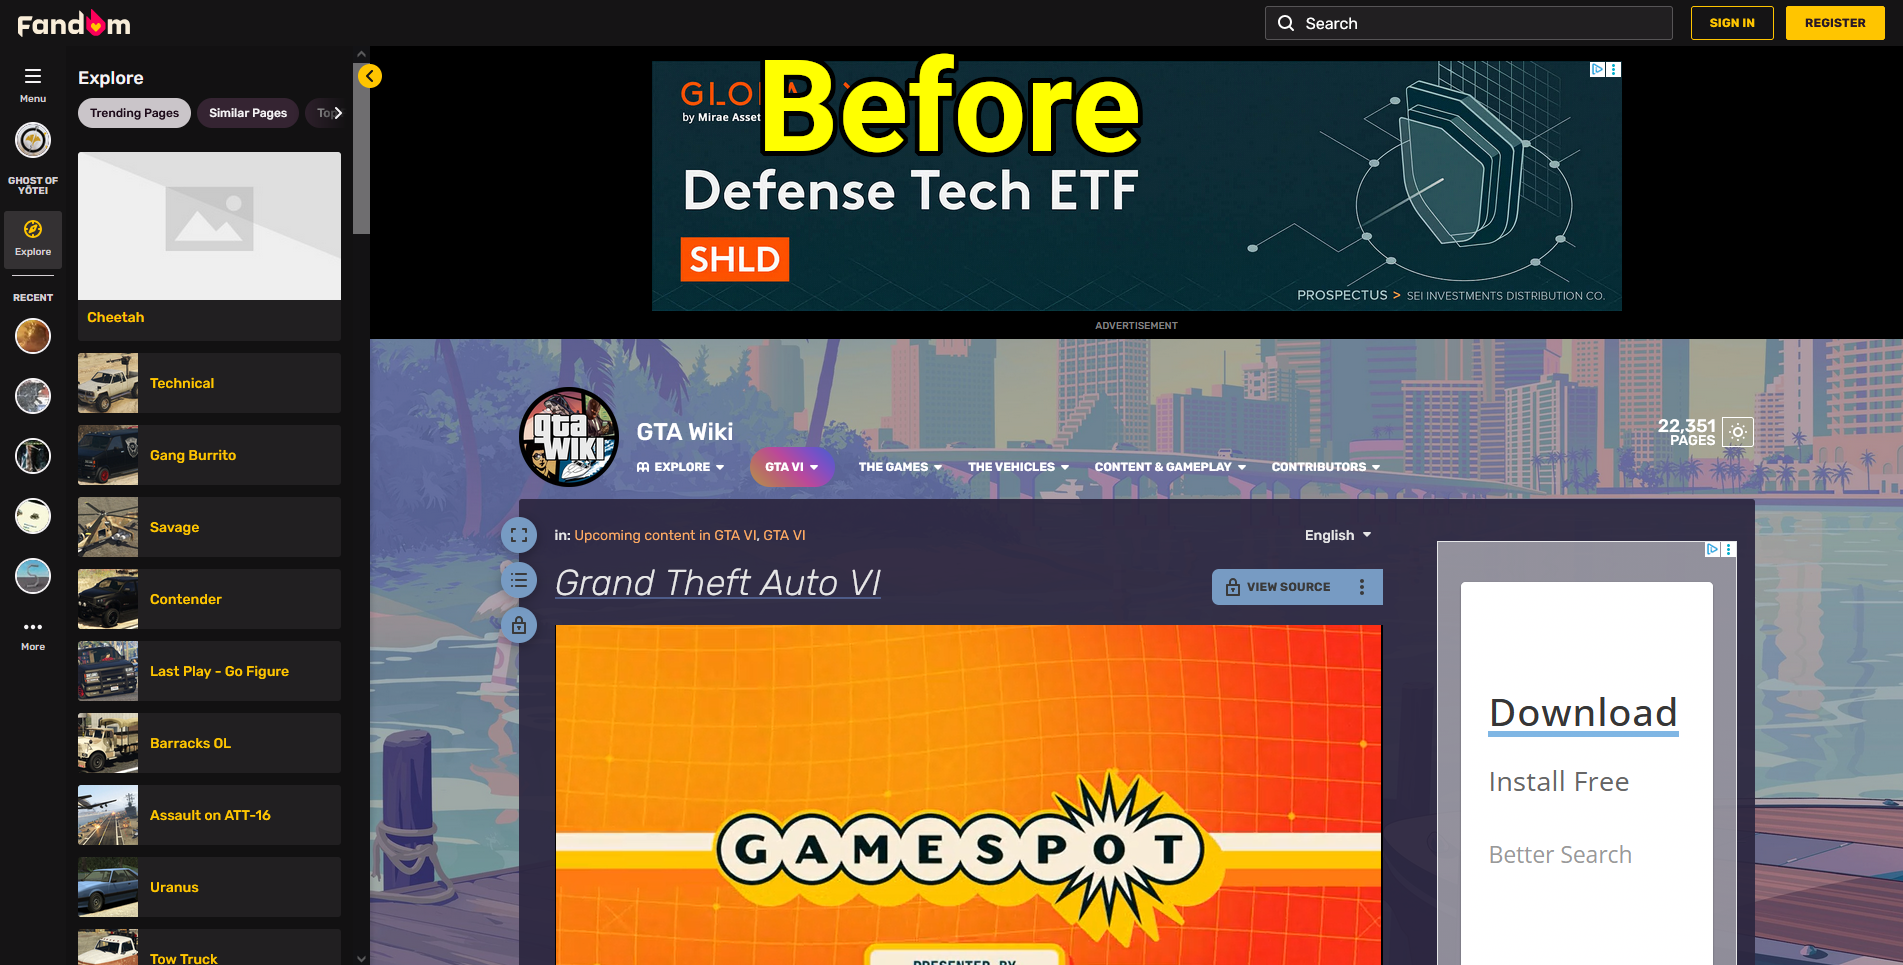 Fandom
Search
SIGN IN
REGISTER
Menu
GHOST OF
YŌTEI
Explore
RECENT
More
Explore
Trending Pages
Similar Pages
Cheetah
Technical
Gang Burrito
Savage
Contender
Last Play - Go Figure
Barracks OL
Assault on ATT-16
Uranus
Tow Truck
Before
by Mirae Asset
Defense Tech ETF
SHLD
PROSPECTUS > SEI INVESTMENTS DISTRIBUTION CO.
ADVERTISEMENT
gta
WIKI
GTA Wiki
22,351
PAGES
EXPLORE
GTA VI
THE GAMES
THE VEHICLES
CONTENT & GAMEPLAY
CONTRIBUTORS
in: Upcoming content in GTA VI, GTA VI
English
Grand Theft Auto VI
VIEW SOURCE
GAMESPOT
PRESENTED BY
Download
Install Free
Better Search